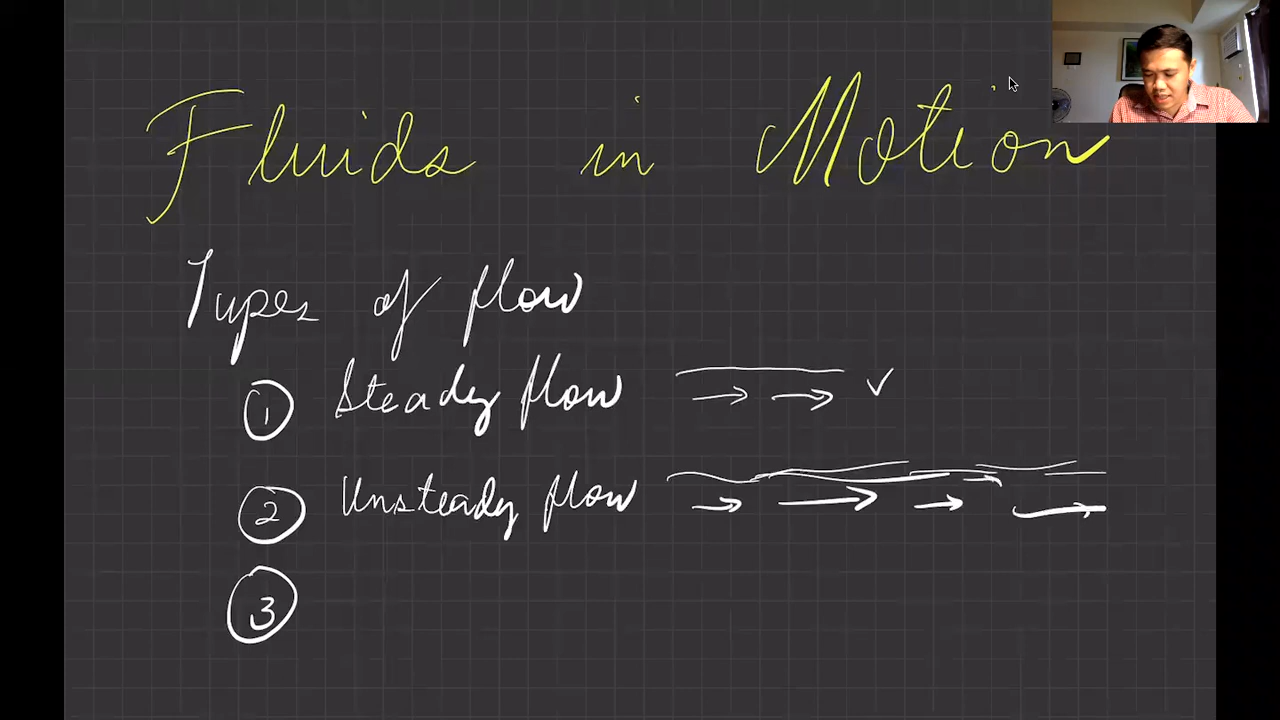 Fluids in Motion
Types of flow
1 Steady flow
2 Unsteady flow
3